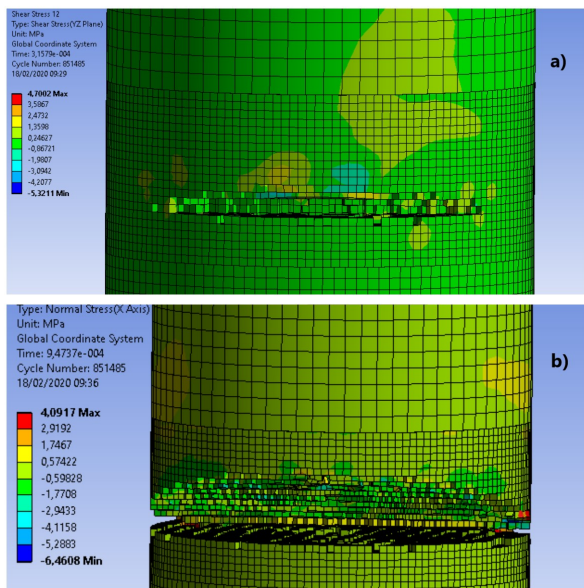 Shear Stress 12
Type: Shear Stress(YZ Plane)
Unit: MPa
Global Coordinate System
Time: 3,1579e-004
Cycle Number: 851485
18/02/2020 09:29
4,7002 Max
3,5867
2,4732
1,3598
0,24627
-0,86721
-1,9807
-3,0942
-4,2077
-5,3211 Min
a)
Type: Normal Stress(X Axis)
Unit: MPa
Global Coordinate System
Time: 9,4737e-004
Cycle Number: 851485
18/02/2020 09:36
4,0917 Max
2,9192
1,7467
0,57422
-0,59828
-1,7708
-2,9433
-4,1158
-5,2883
-6,4608 Min
b)